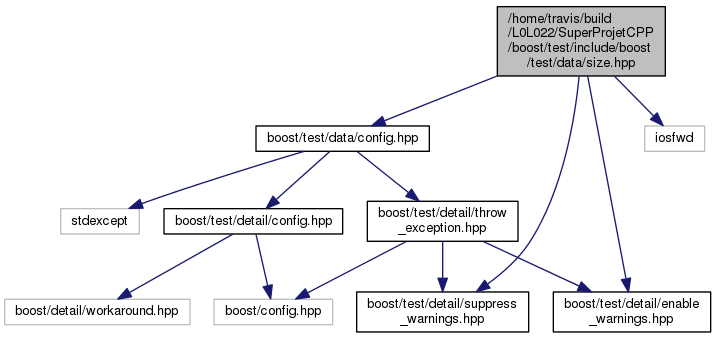 /home/travis/build
/L0L022/SuperProjetCPP
/boost/test/include/boost
/test/data/size.hpp
boost/test/data/config.hpp
iosfwd
stdexcept
boost/test/detail/config.hpp
boost/test/detail/throw
_exception.hpp
boost/detail/workaround.hpp
boost/config.hpp
boost/test/detail/suppress
_warnings.hpp
boost/test/detail/enable
_warnings.hpp